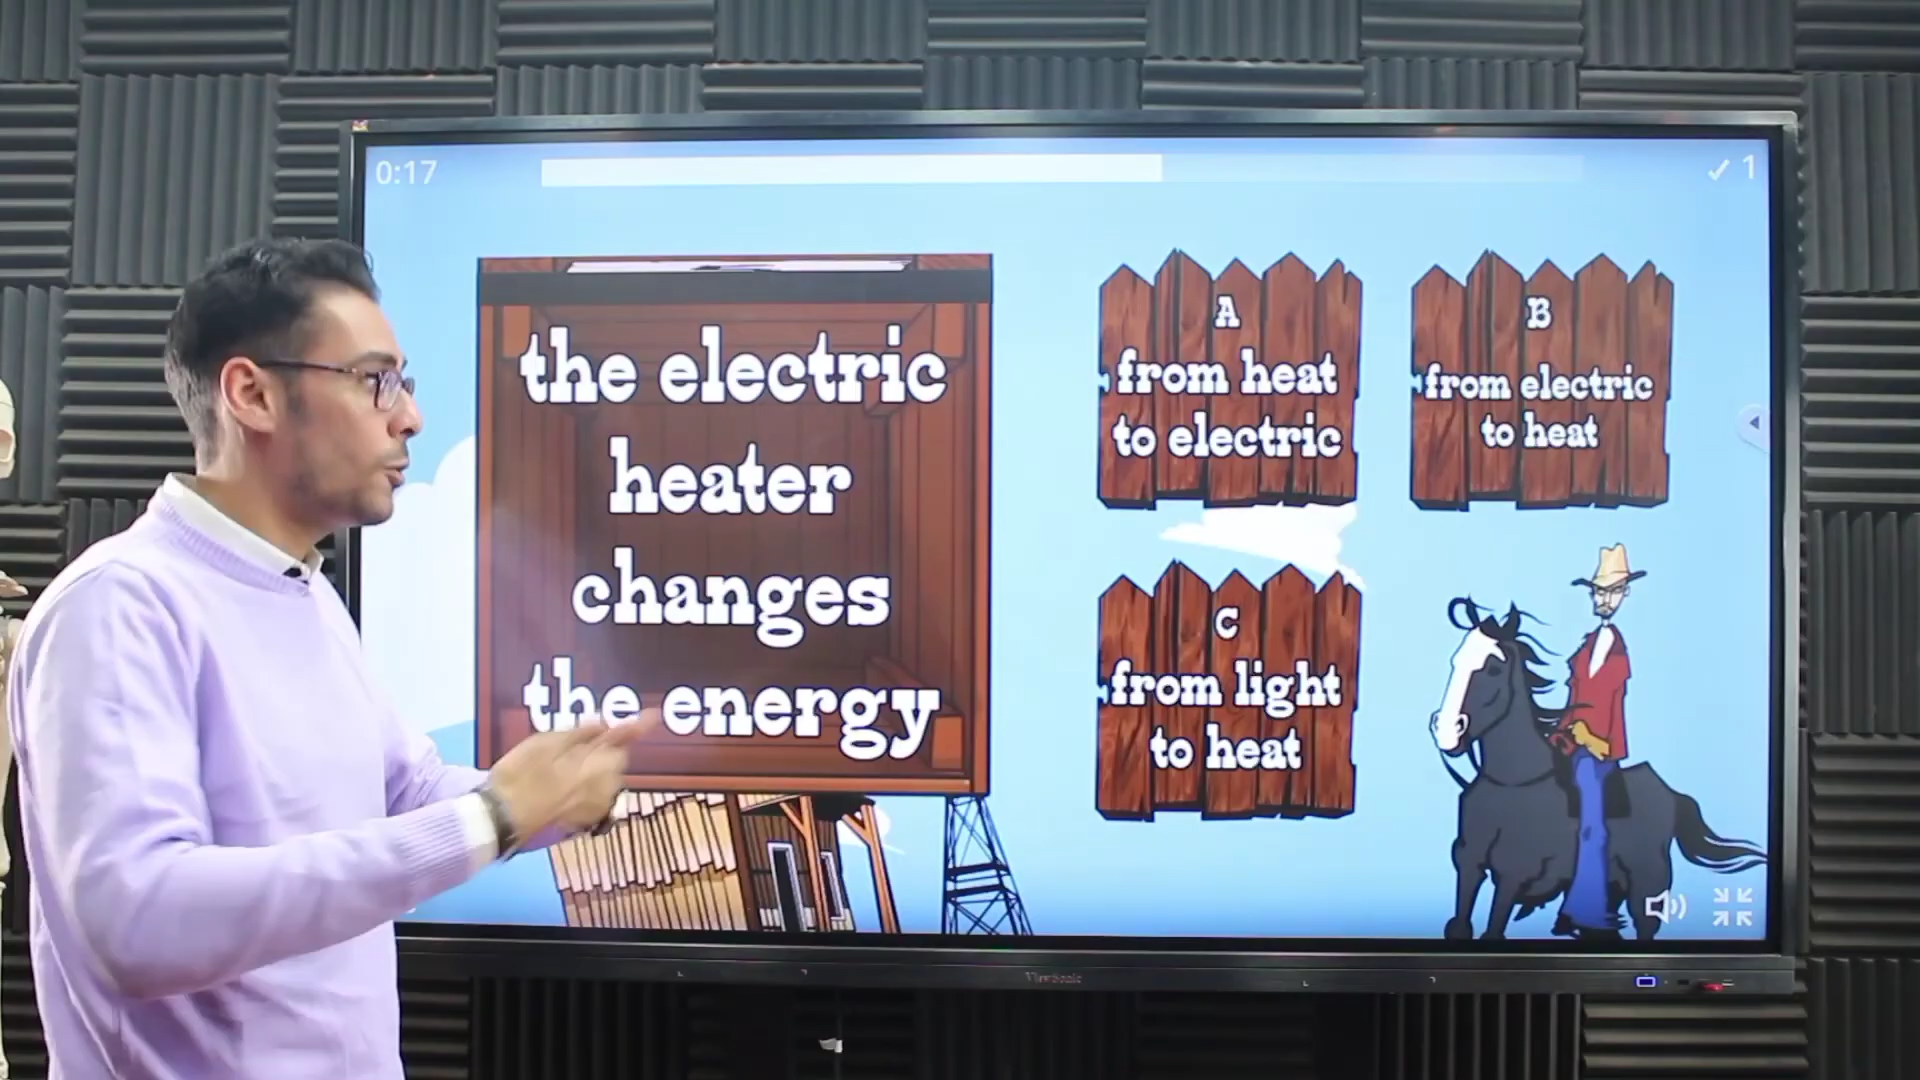 0:17
✓ 1
the electric
heater
changes
the energy
A
from heat
to electric
B
from electric
to heat
C
from light
to heat
ViewSonic